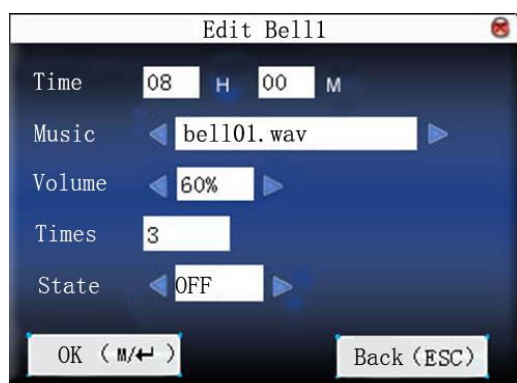 Edit Bell1
Time 08 H 00 M
Music bell01.wav
Volume 60%
Times 3
State OFF
OK (M/↵) Back (ESC)